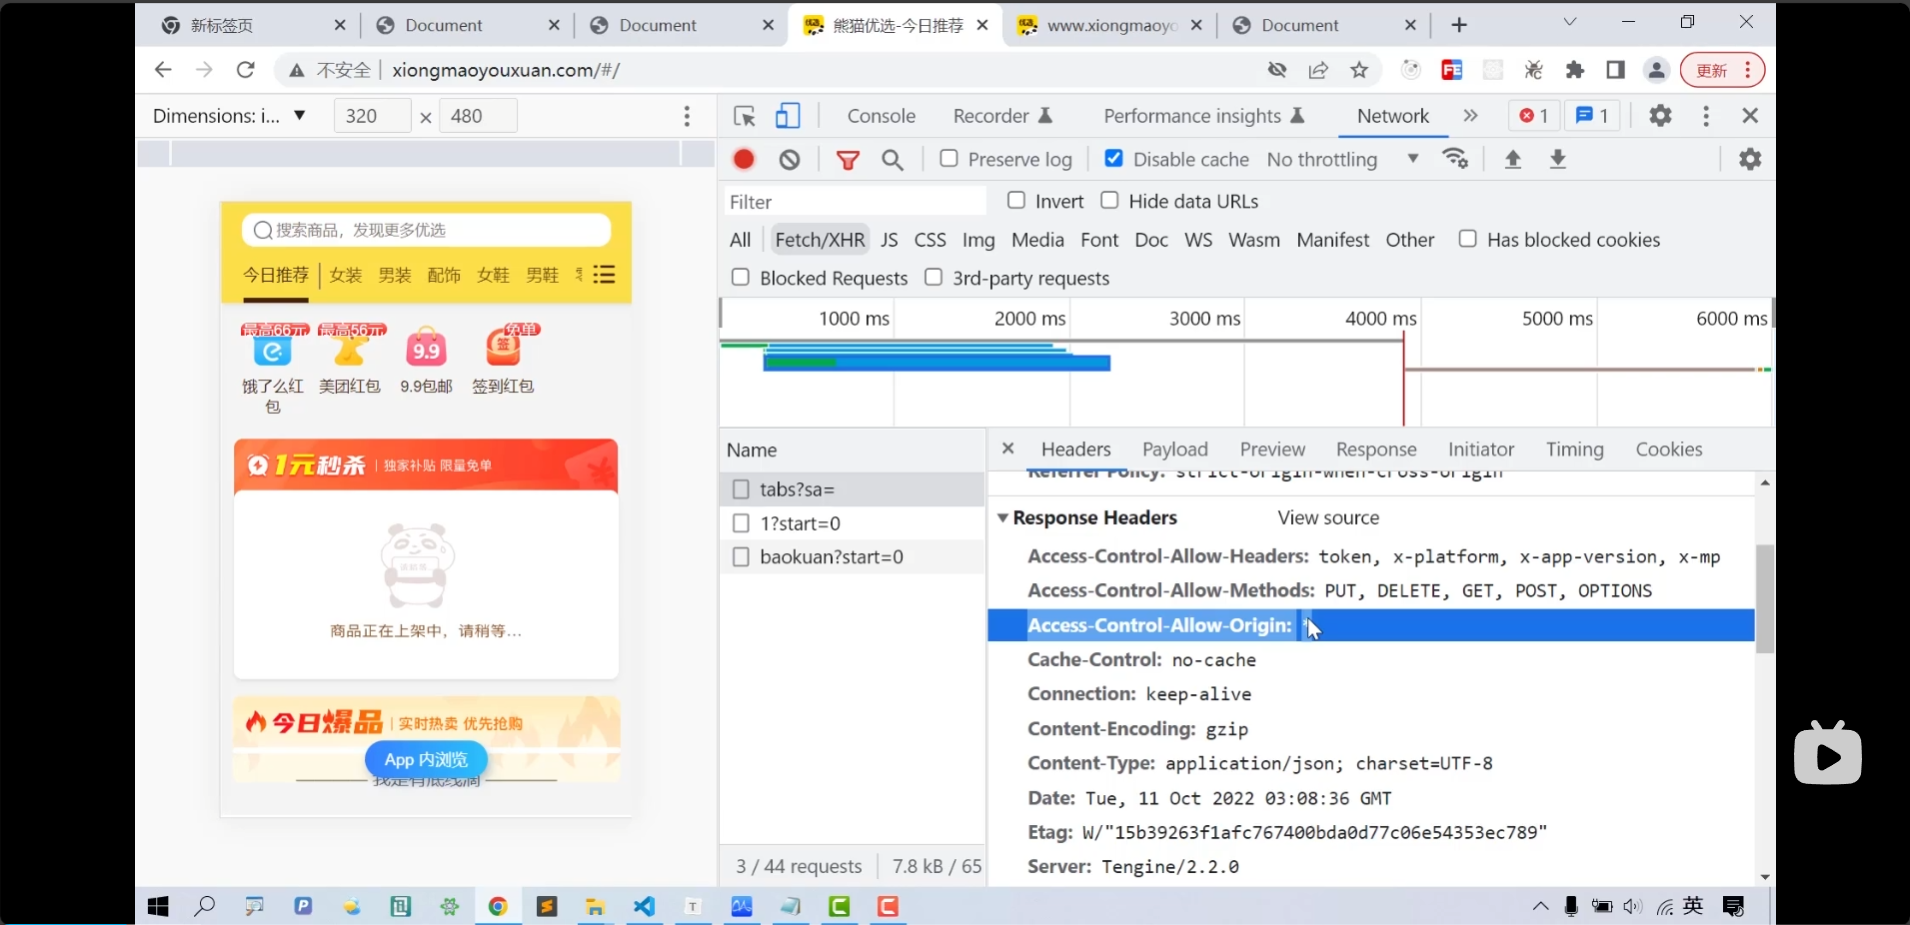 新标签页
Document
Document
熊猫优选-今日推荐
www.xiongmaoyo
Document
不安全
xiongmaoyouxuan.com/#/
更新
Dimensions: i...
320 × 480
Console
Recorder
Performance insights
Network
1
1
Preserve log
Disable cache
No throttling
Filter
Invert
Hide data URLs
All
Fetch/XHR
JS
CSS
Img
Media
Font
Doc
WS
Wasm
Manifest
Other
Has blocked cookies
Blocked Requests
3rd-party requests
1000 ms
2000 ms
3000 ms
4000 ms
5000 ms
6000 ms
搜索商品，发现更多优选
今日推荐
女装
男装
配饰
女鞋
男鞋
最高66元
最高56元
9.9
签
免单
饿了么红
包
美团红包
9.9包邮
签到红包
1元秒杀
独家补贴 限量免单
商品正在上架中，请稍等...
今日爆品
实时热卖 优先抢购
App 内浏览
我是有底线滴
Name
tabs?sa=
1?start=0
baokuan?start=0
3 / 44 requests
7.8 kB / 65
Headers
Payload
Preview
Response
Initiator
Timing
Cookies
Referrer Policy: strict-origin-when-cross-origin
Response Headers
View source
Access-Control-Allow-Headers: token, x-platform, x-app-version, x-mp
Access-Control-Allow-Methods: PUT, DELETE, GET, POST, OPTIONS
Access-Control-Allow-Origin:
Cache-Control: no-cache
Connection: keep-alive
Content-Encoding: gzip
Content-Type: application/json; charset=UTF-8
Date: Tue, 11 Oct 2022 03:08:36 GMT
Etag: W/"15b39263f1afc767400bda0d77c06e54353ec789"
Server: Tengine/2.2.0
英